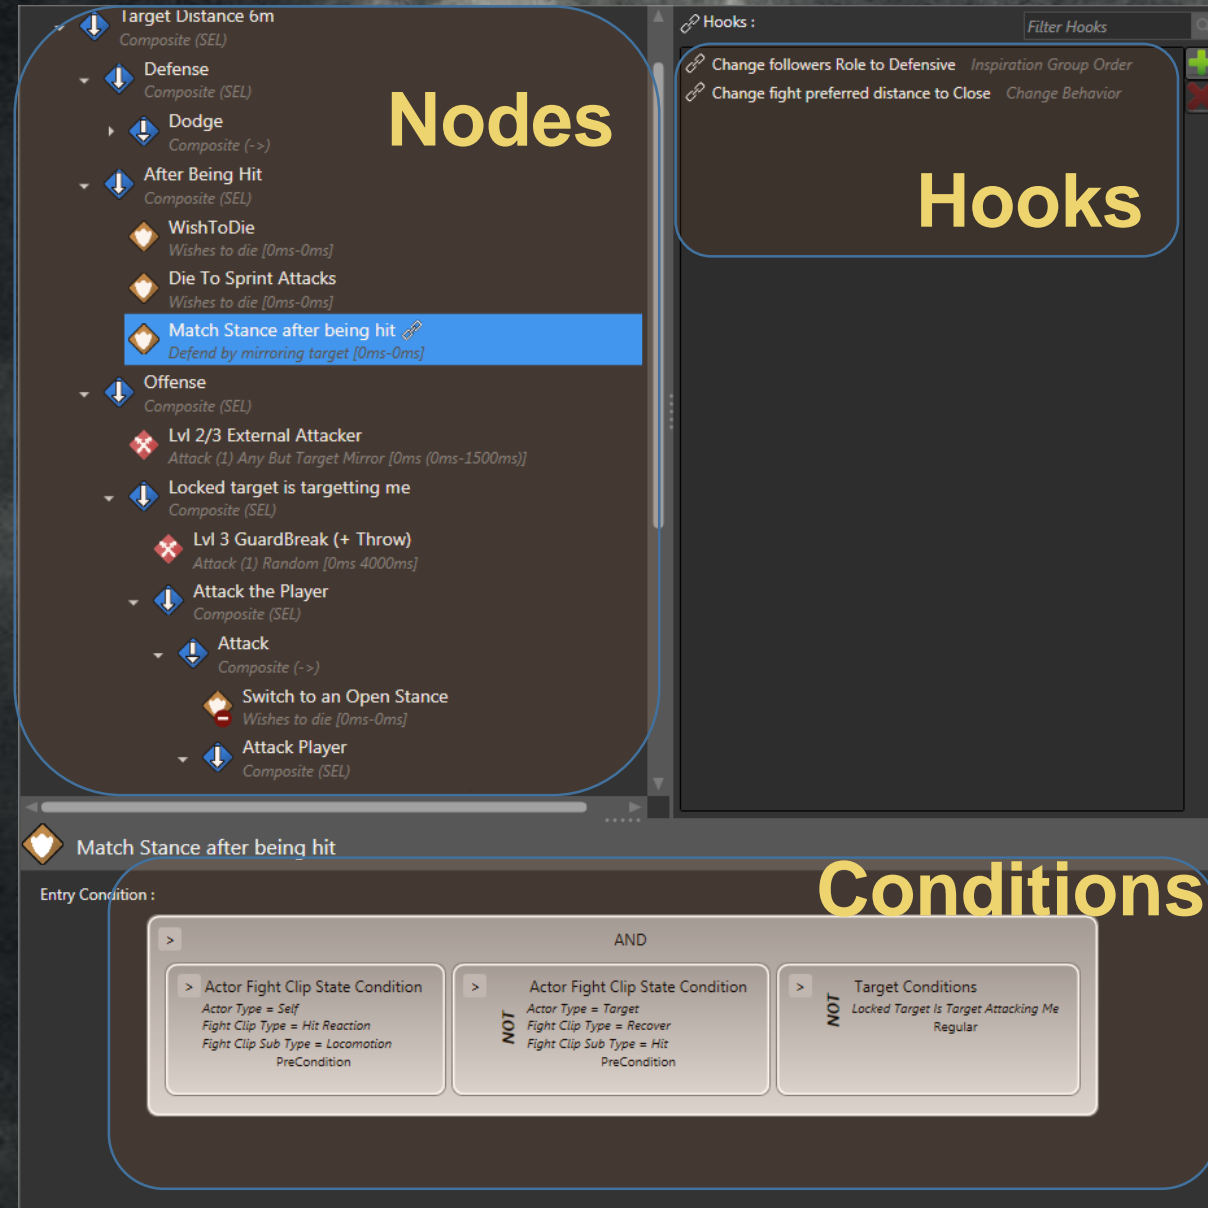 Target Distance 6m
Composite (SEL)
Defense
Composite (SEL)
Dodge
Composite (->)
After Being Hit
Composite (SEL)
WishToDie
Wishes to die [0ms-0ms]
Die To Sprint Attacks
Wishes to die [0ms-0ms]
Match Stance after being hit
Defend by mirroring target [0ms-0ms]
Offense
Composite (SEL)
Lvl 2/3 External Attacker
Attack (1) Any But Target Mirror [0ms (0ms-1500ms)]
Locked target is targetting me
Composite (SEL)
Lvl 3 GuardBreak (+ Throw)
Attack (1) Random [0ms 4000ms]
Attack the Player
Composite (SEL)
Attack
Composite (->)
Switch to an Open Stance
Wishes to die [0ms-0ms]
Attack Player
Composite (SEL)
Nodes
Hooks :
Filter Hooks
Change followers Role to Defensive Inspiration Group Order
Change fight preferred distance to Close Change Behavior
Hooks
Match Stance after being hit
Conditions
Entry Condition :
> AND
> Actor Fight Clip State Condition
Actor Type = Self
Fight Clip Type = Hit Reaction
Fight Clip Sub Type = Locomotion
PreCondition
> Actor Fight Clip State Condition
NOT
Actor Type = Target
Fight Clip Type = Recover
Fight Clip Sub Type = Hit
PreCondition
> Target Conditions
NOT
Locked Target Is Target Attacking Me
Regular